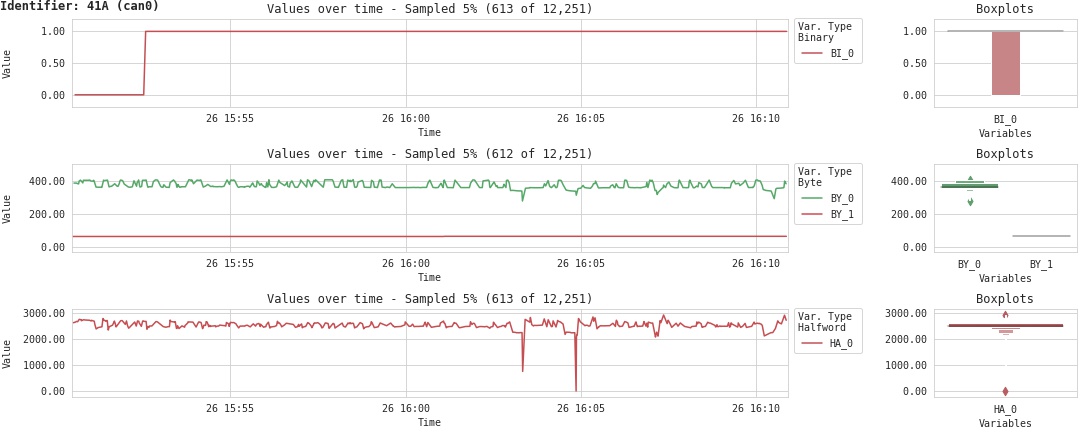 Identifier: 41A (can0)
Values over time - Sampled 5% (613 of 12,251)
Boxplots
Value
1.00
0.50
0.00
26 15:55
26 16:00
26 16:05
26 16:10
Time
Var. Type
Binary
BI_0
1.00
0.50
0.00
BI_0
Variables
Values over time - Sampled 5% (612 of 12,251)
Boxplots
Value
400.00
200.00
0.00
26 15:55
26 16:00
26 16:05
26 16:10
Time
Var. Type
Byte
BY_0
BY_1
400.00
200.00
0.00
BY_0
BY_1
Variables
Values over time - Sampled 5% (613 of 12,251)
Boxplots
Value
3000.00
2000.00
1000.00
0.00
26 15:55
26 16:00
26 16:05
26 16:10
Time
Var. Type
Halfword
HA_0
3000.00
2000.00
1000.00
0.00
HA_0
Variables